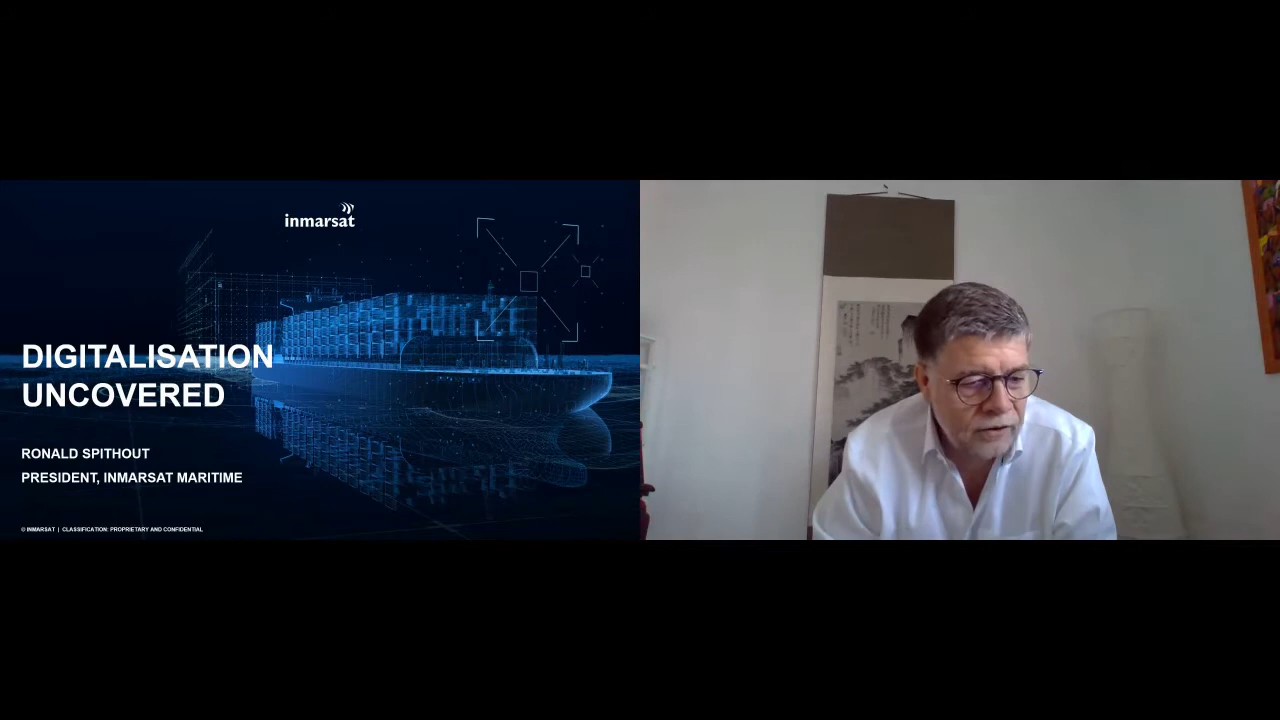 inmarsat
DIGITALISATION
UNCOVERED
RONALD SPITHOUT
PRESIDENT, INMARSAT MARITIME
© INMARSAT | CLASSIFICATION: PROPRIETARY AND CONFIDENTIAL